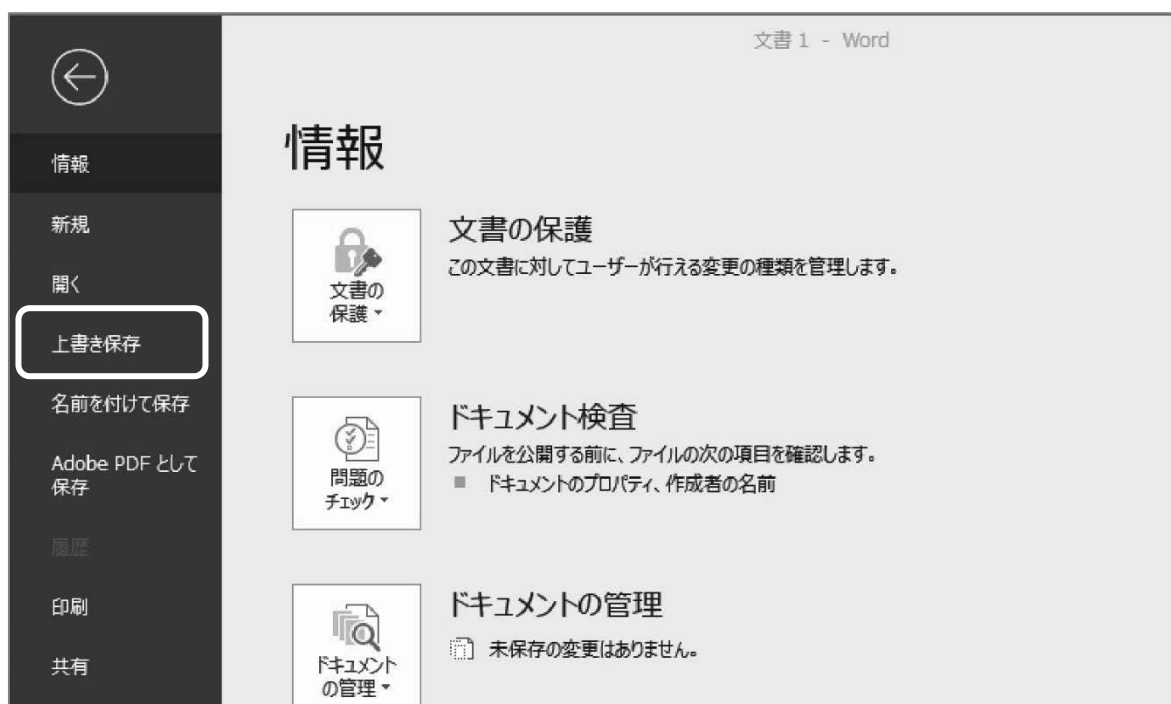 文書 1 - Word
情報
新規
開く
上書き保存
名前を付けて保存
Adobe PDF として
保存
履歴
印刷
共有
情報
文書の
保護
文書の保護
この文書に対してユーザーが行える変更の種類を管理します。
問題の
チェック
ドキュメント検査
ファイルを公開する前に、ファイルの次の項目を確認します。
ドキュメントのプロパティ、作成者の名前
ドキュメント
の管理
ドキュメントの管理
未保存の変更はありません。